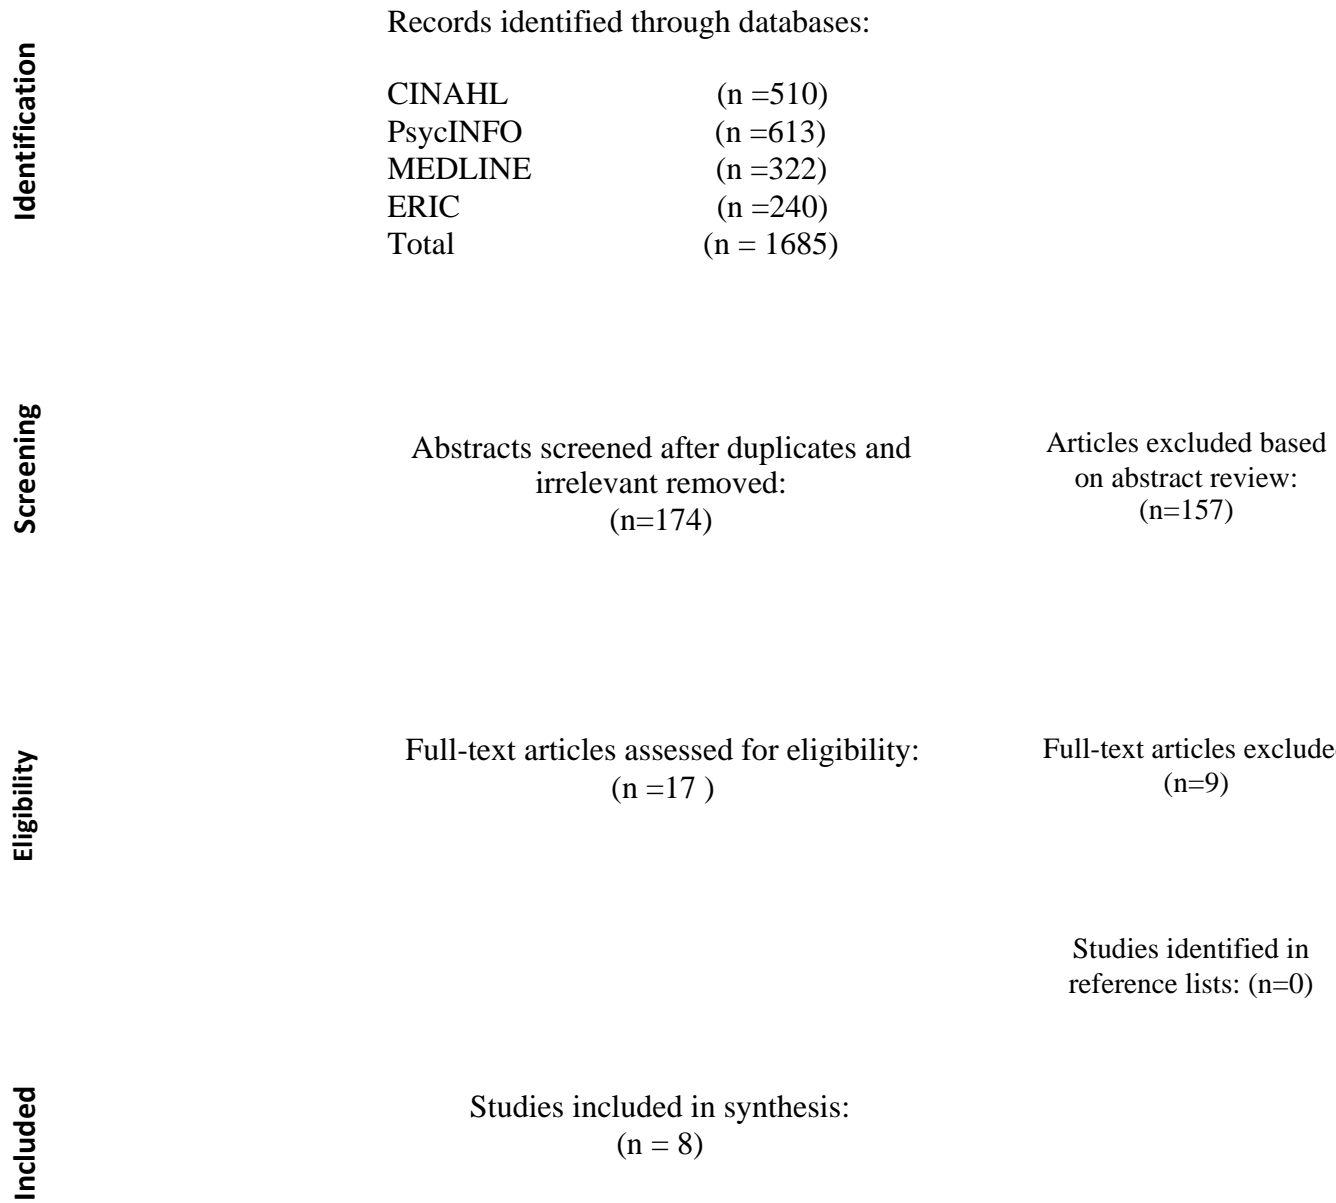 Identification
Records identified through databases:
CINAHL (n =510)
PsycINFO (n =613)
MEDLINE (n =322)
ERIC (n =240)
Total (n = 1685)
Screening
Abstracts screened after duplicates and
irrelevant removed:
(n=174)
Articles excluded based
on abstract review:
(n=157)
Eligibility
Full-text articles assessed for eligibility:
(n =17 )
Full-text articles exclude
(n=9)
Studies identified in
reference lists: (n=0)
Included
Studies included in synthesis:
(n = 8)